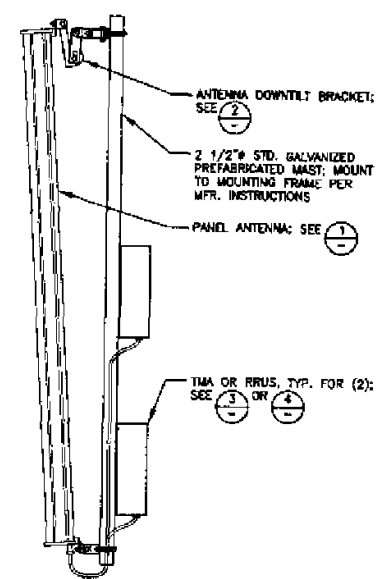 ANTENNA DOWNTILT BRACKET;
SEE 2
-
2 1/2"ø STD. GALVANIZED
PREFABRICATED MAST; MOUNT
TO MOUNTING FRAME PER
MFR. INSTRUCTIONS
PANEL ANTENNA; SEE 1
-
TMA OR RRUS, TYP. FOR (2);
SEE 3 OR 4
- -